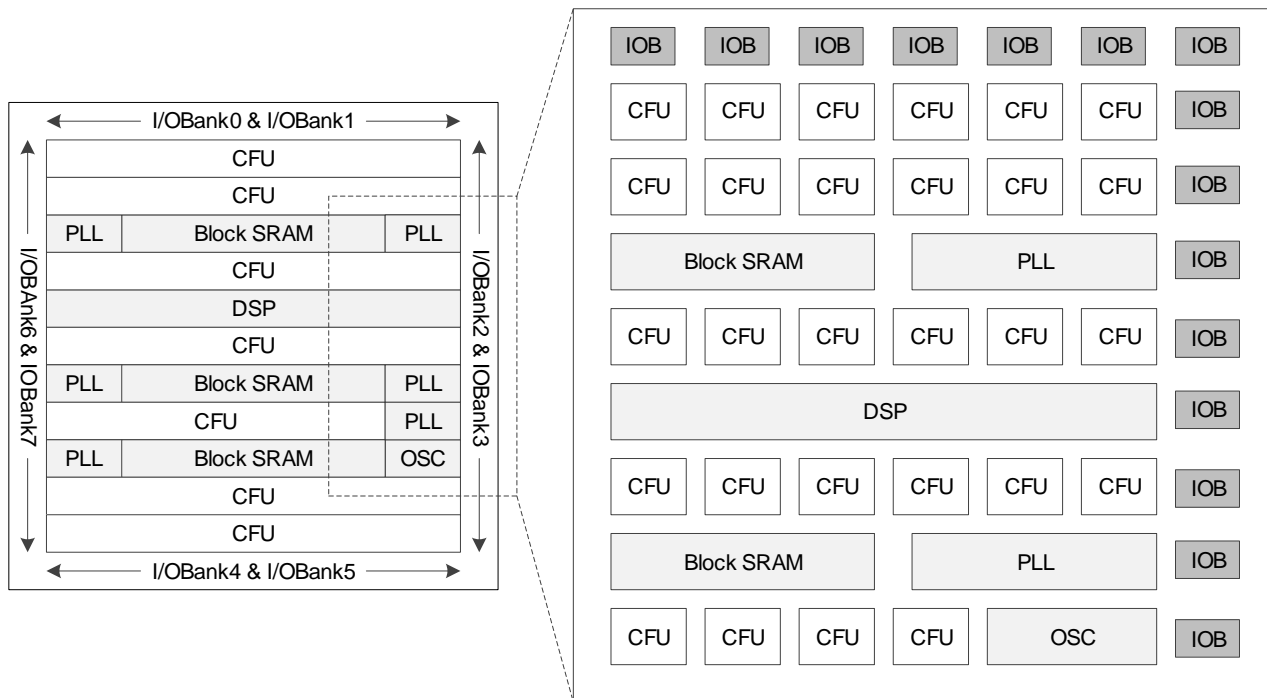 I/OBank0 & I/OBank1
CFU
CFU
PLL Block SRAM PLL
CFU
DSP
CFU
PLL Block SRAM PLL
CFU PLL
PLL Block SRAM OSC
CFU
CFU
I/OBank4 & I/OBank5
I/OBAnk6 & IOBank7
I/OBank2 & IOBank3
IOB IOB IOB IOB IOB IOB IOB
CFU CFU CFU CFU CFU CFU IOB
CFU CFU CFU CFU CFU CFU IOB
Block SRAM PLL IOB
CFU CFU CFU CFU CFU CFU IOB
DSP IOB
CFU CFU CFU CFU CFU CFU IOB
Block SRAM PLL IOB
CFU CFU CFU CFU OSC IOB